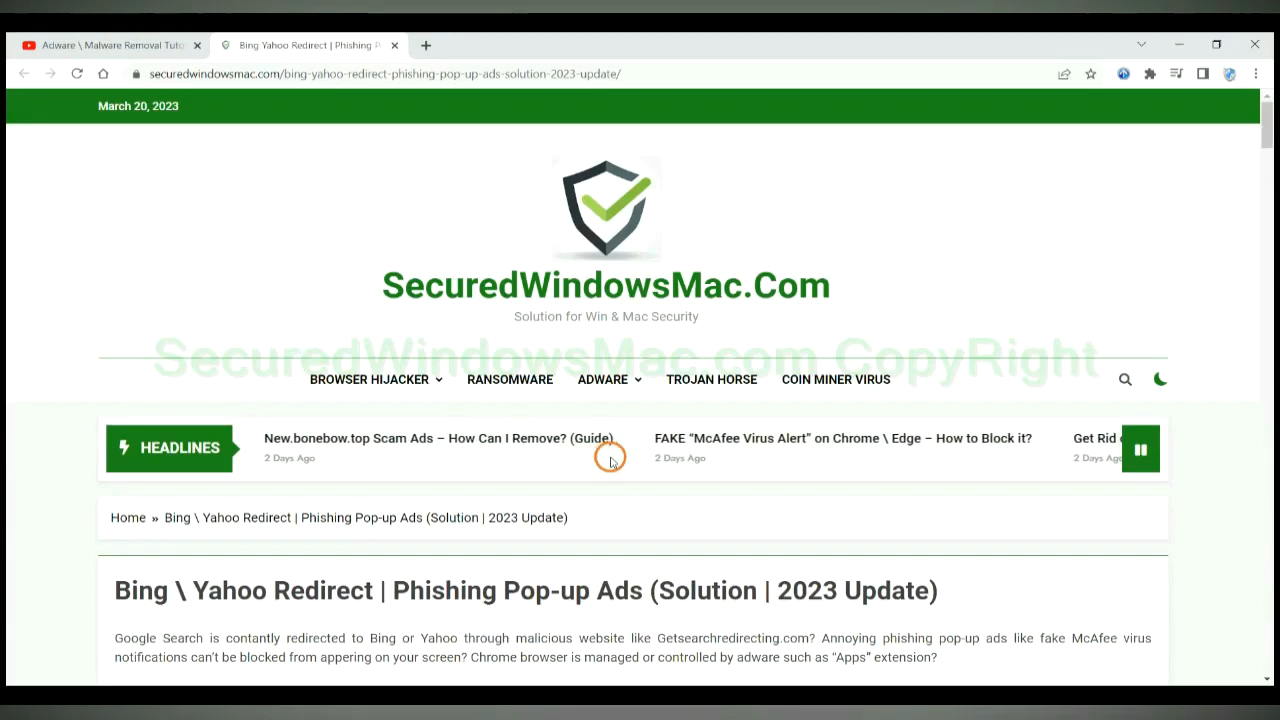 Adware \ Malware Removal Tuto
Bing Yahoo Redirect | Phishing P
securedwindowsmac.com/bing-yahoo-redirect-phishing-pop-up-ads-solution-2023-update/
March 20, 2023
SecuredWindowsMac.Com
Solution for Win & Mac Security
SecuredWindowsMac.com CopyRight
BROWSER HIJACKER RANSOMWARE ADWARE TROJAN HORSE COIN MINER VIRUS
HEADLINES
New.bonebow.top Scam Ads – How Can I Remove? (Guide)
2 Days Ago
FAKE “McAfee Virus Alert” on Chrome \ Edge – How to Block it?
2 Days Ago
Get Rid
2 Days Ago
Home » Bing \ Yahoo Redirect | Phishing Pop-up Ads (Solution | 2023 Update)
Bing \ Yahoo Redirect | Phishing Pop-up Ads (Solution | 2023 Update)
Google Search is contantly redirected to Bing or Yahoo through malicious website like Getsearchredirecting.com? Annoying phishing pop-up ads like fake McAfee virus
notifications can’t be blocked from appering on your screen? Chrome browser is managed or controlled by adware such as “Apps” extension?